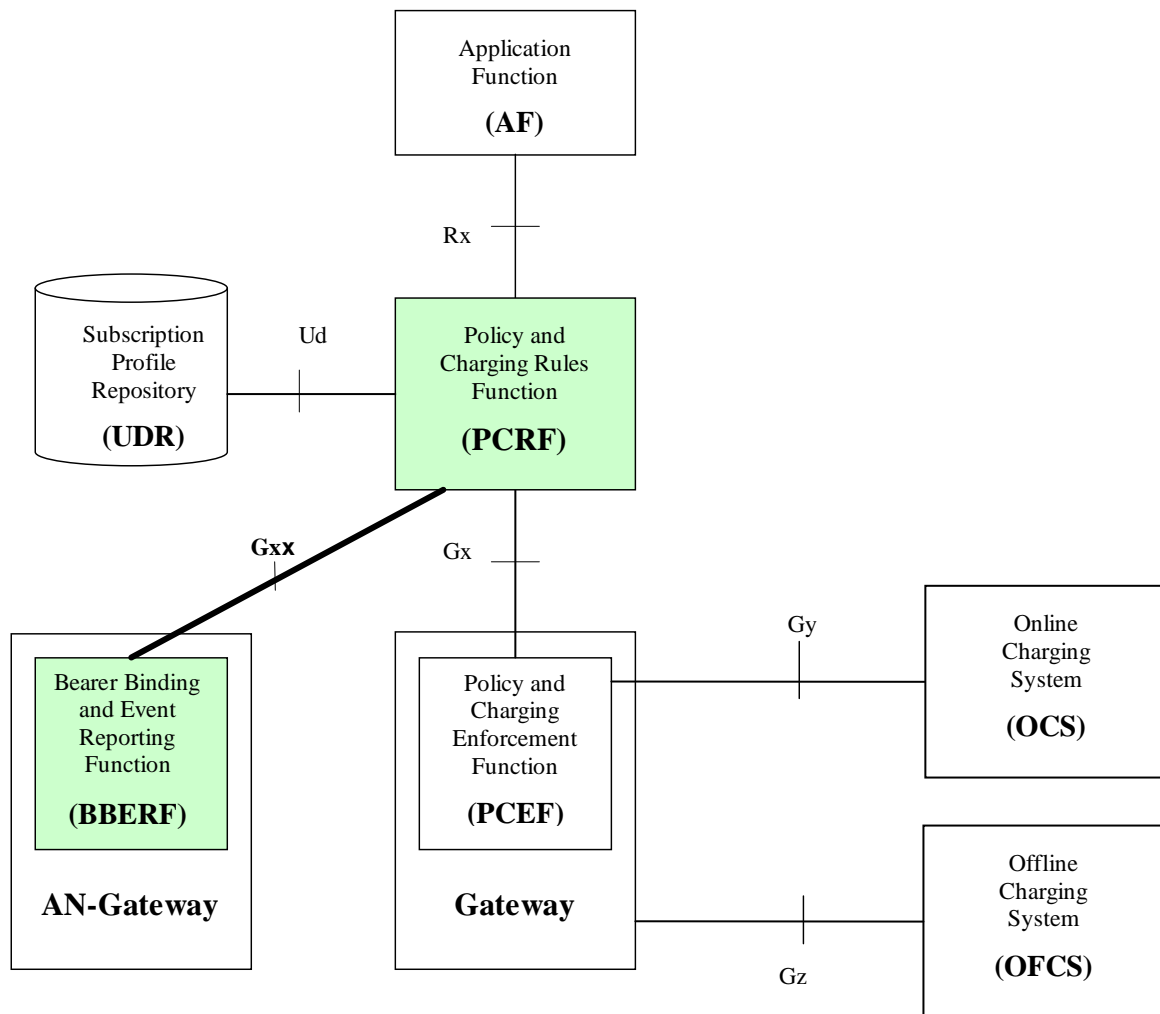 Application
Function
(AF)
Rx
Subscription
Profile
Repository
(UDR)
Ud
Policy and
Charging Rules
Function
(PCRF)
Gxx
Gx
Bearer Binding
and Event
Reporting
Function
(BBERF)
AN-Gateway
Policy and
Charging
Enforcement
Function
(PCEF)
Gateway
Gy
Online
Charging
System
(OCS)
Gz
Offline
Charging
System
(OFCS)